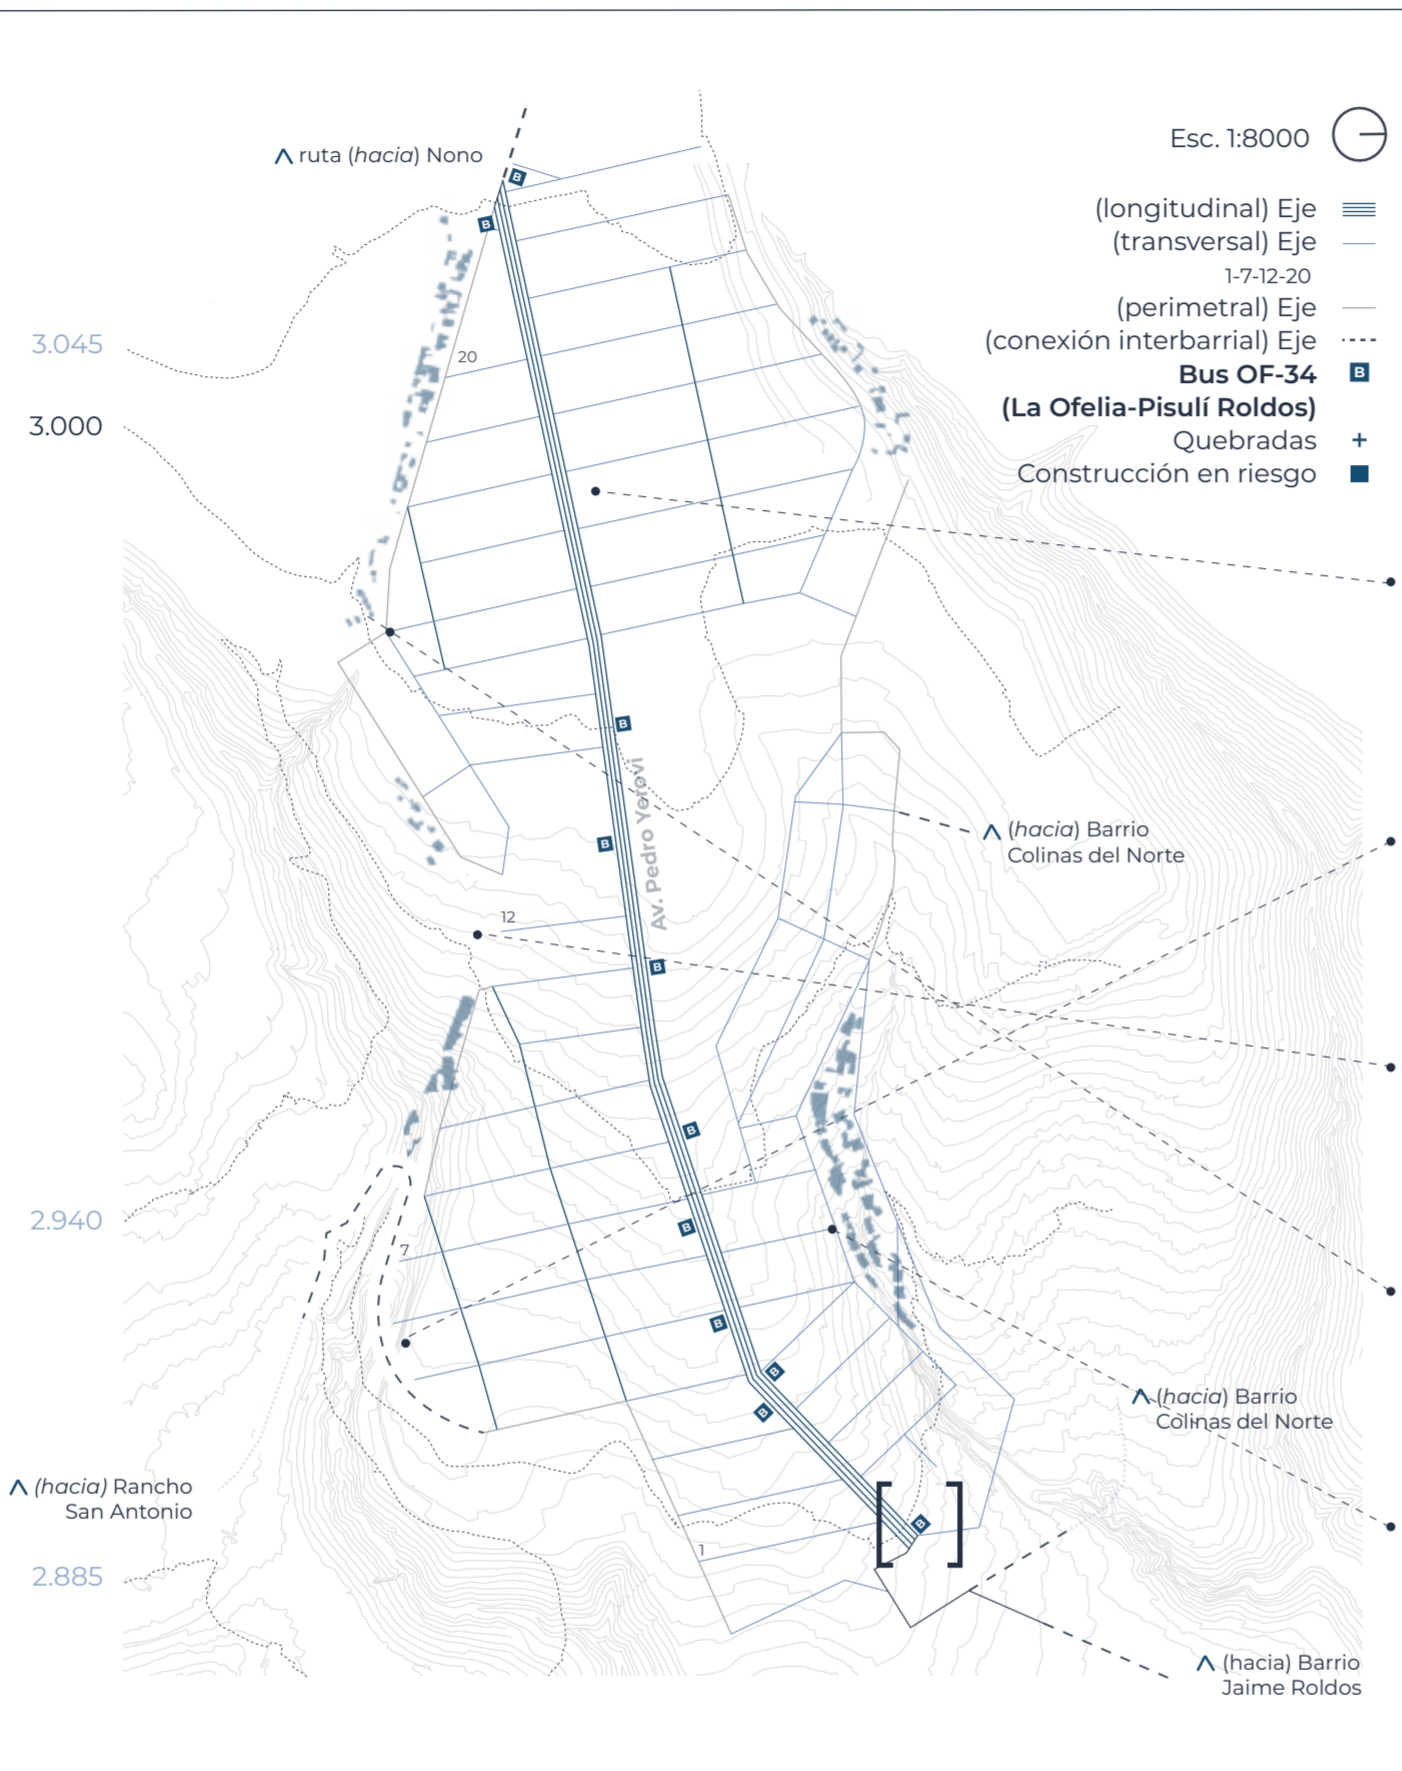 ruta (hacia) Nono
Esc. 1:8000
(longitudinal) Eje
(transversal) Eje
1-7-12-20
(perimetral) Eje
(conexión interbarrial) Eje
Bus OF-34
(La Ofelia-Pisulí Roldos)
Quebradas
Construcción en riesgo
B
B
B
3.045
20
3.000
B
Av. Pedro Yerovi
B
(hacia) Barrio
Colinas del Norte
12
B
B
2.940
B
7
B
B
B
(hacia) Barrio
Colinas del Norte
(hacia) Rancho
San Antonio
B
1
2.885
(hacia) Barrio
Jaime Roldos